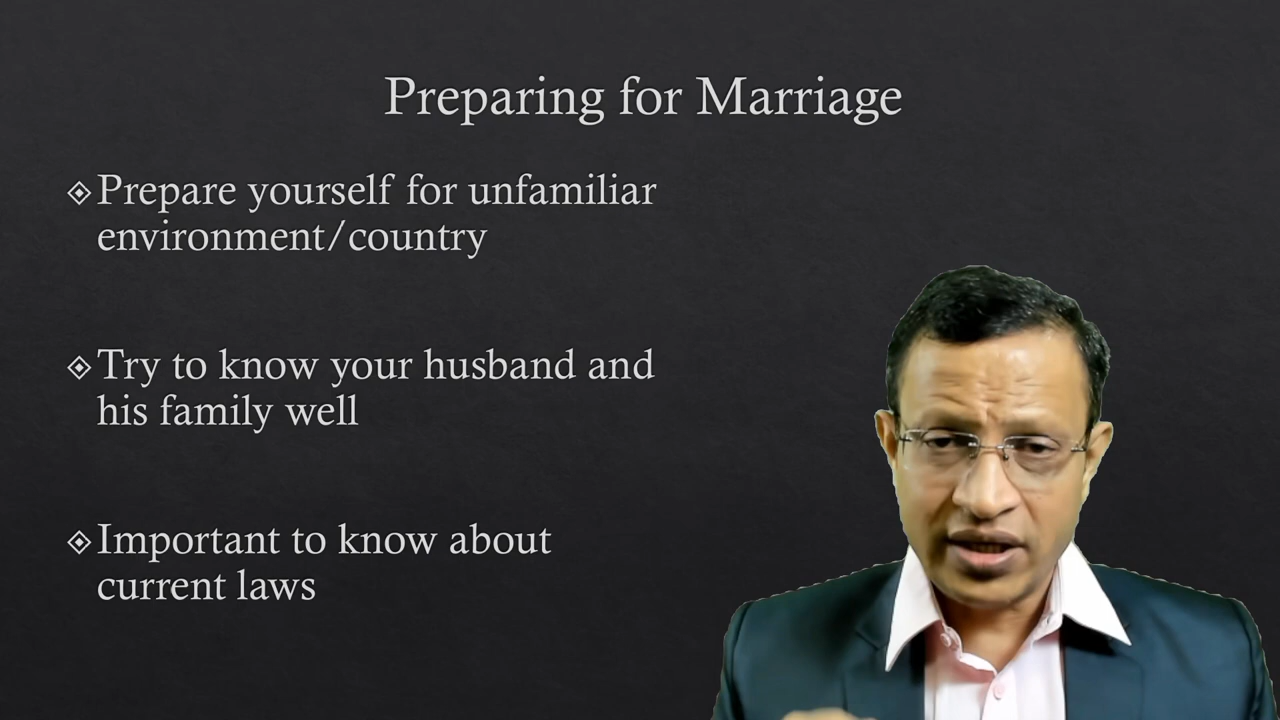 Preparing for Marriage
Prepare yourself for unfamiliar
environment/country
Try to know your husband and
his family well
Important to know about
current laws